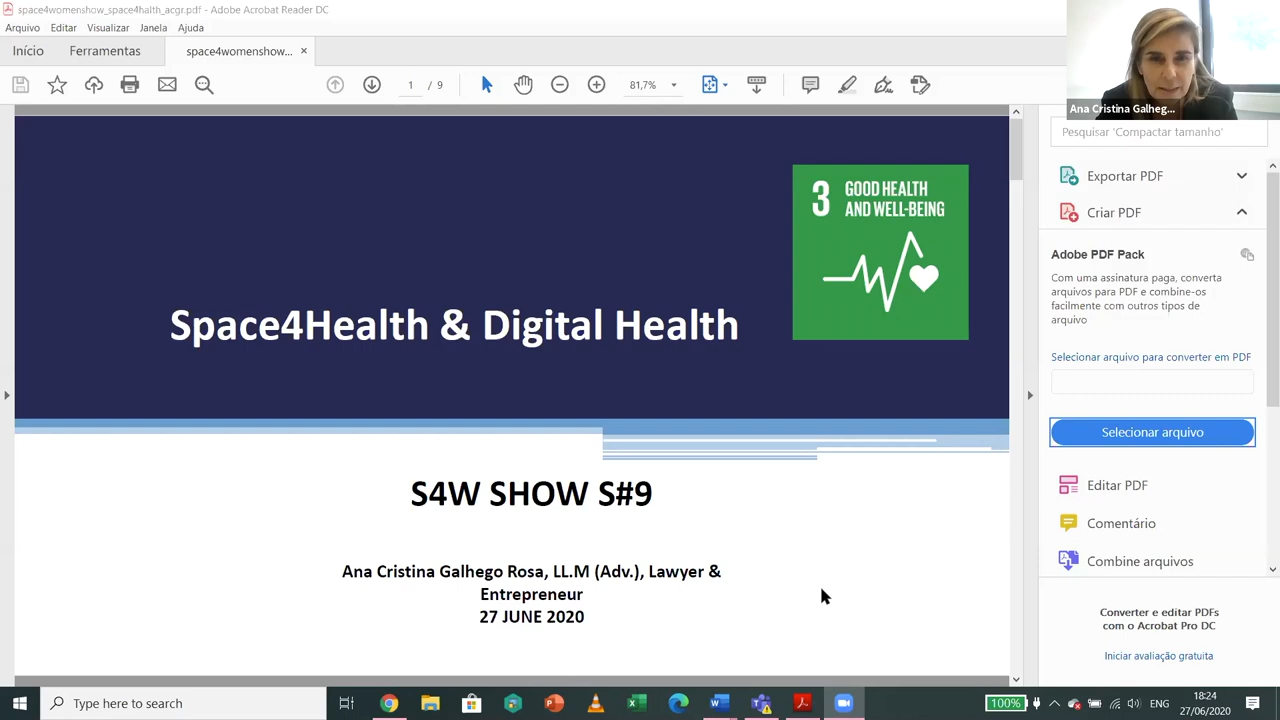 space4womenshow_space4halth_acgr.pdf - Adobe Acrobat Reader DC
Arquivo Editar Visualizar Janela Ajuda
Início Ferramentas space4womenshow... ×
1 / 9 81,7%
Ana Cristina Galheg...
Pesquisar 'Compactar tamanho'
Exportar PDF
Criar PDF
Adobe PDF Pack
Com uma assinatura paga, converta
arquivos para PDF e combine-os
facilmente com outros tipos de
arquivo
Selecionar arquivo para converter em PDF
Selecionar arquivo
Editar PDF
Comentário
Combine arquivos
Converter e editar PDFs
com o Acrobat Pro DC
Iniciar avaliação gratuita
3 GOOD HEALTH
AND WELL-BEING
Space4Health & Digital Health
S4W SHOW S#9
Ana Cristina Galhego Rosa, LL.M (Adv.), Lawyer &
Entrepreneur
27 JUNE 2020
Type here to search
100%
ENG
18:24
27/06/2020